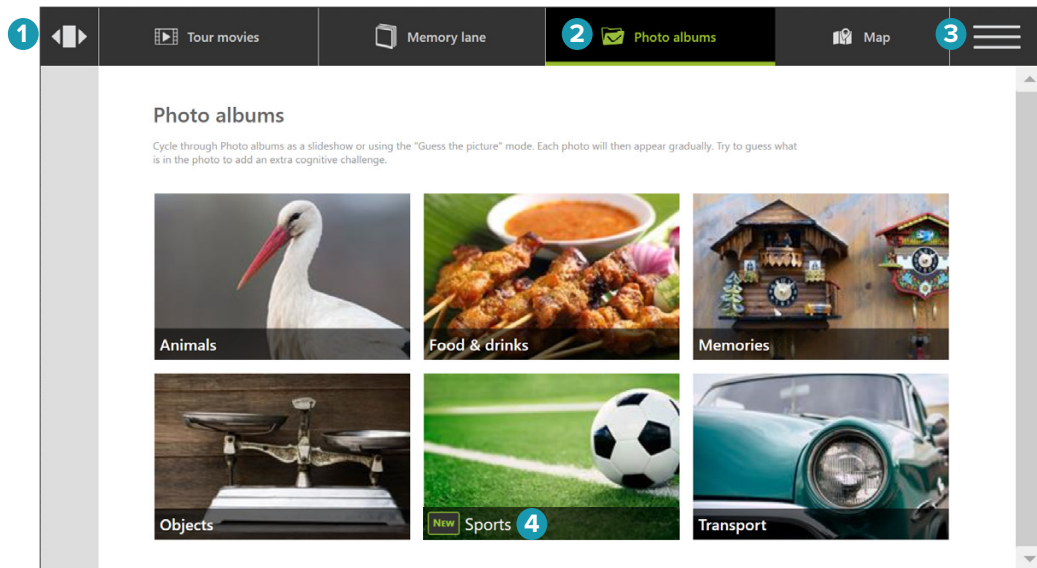 1
Tour movies
Memory lane
2
Photo albums
Map
3
Photo albums
Cycle through Photo albums as a slideshow or using the "Guess the picture" mode. Each photo will then appear gradually. Try to guess what
is in the photo to add an extra cognitive challenge.
Animals
Food & drinks
Memories
Objects
NEW Sports 4
Transport